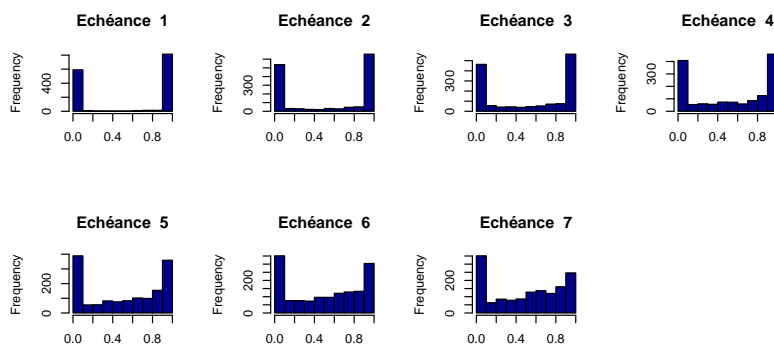 Echéance 1
Frequency
0 400
0.0 0.4 0.8
Echéance 2
Frequency
0 300
0.0 0.4 0.8
Echéance 3
Frequency
0 300
0.0 0.4 0.8
Echéance 4
Frequency
0 300
0.0 0.4 0.8
Echéance 5
Frequency
0 200
0.0 0.4 0.8
Echéance 6
Frequency
0 200
0.0 0.4 0.8
Echéance 7
Frequency
0 200
0.0 0.4 0.8